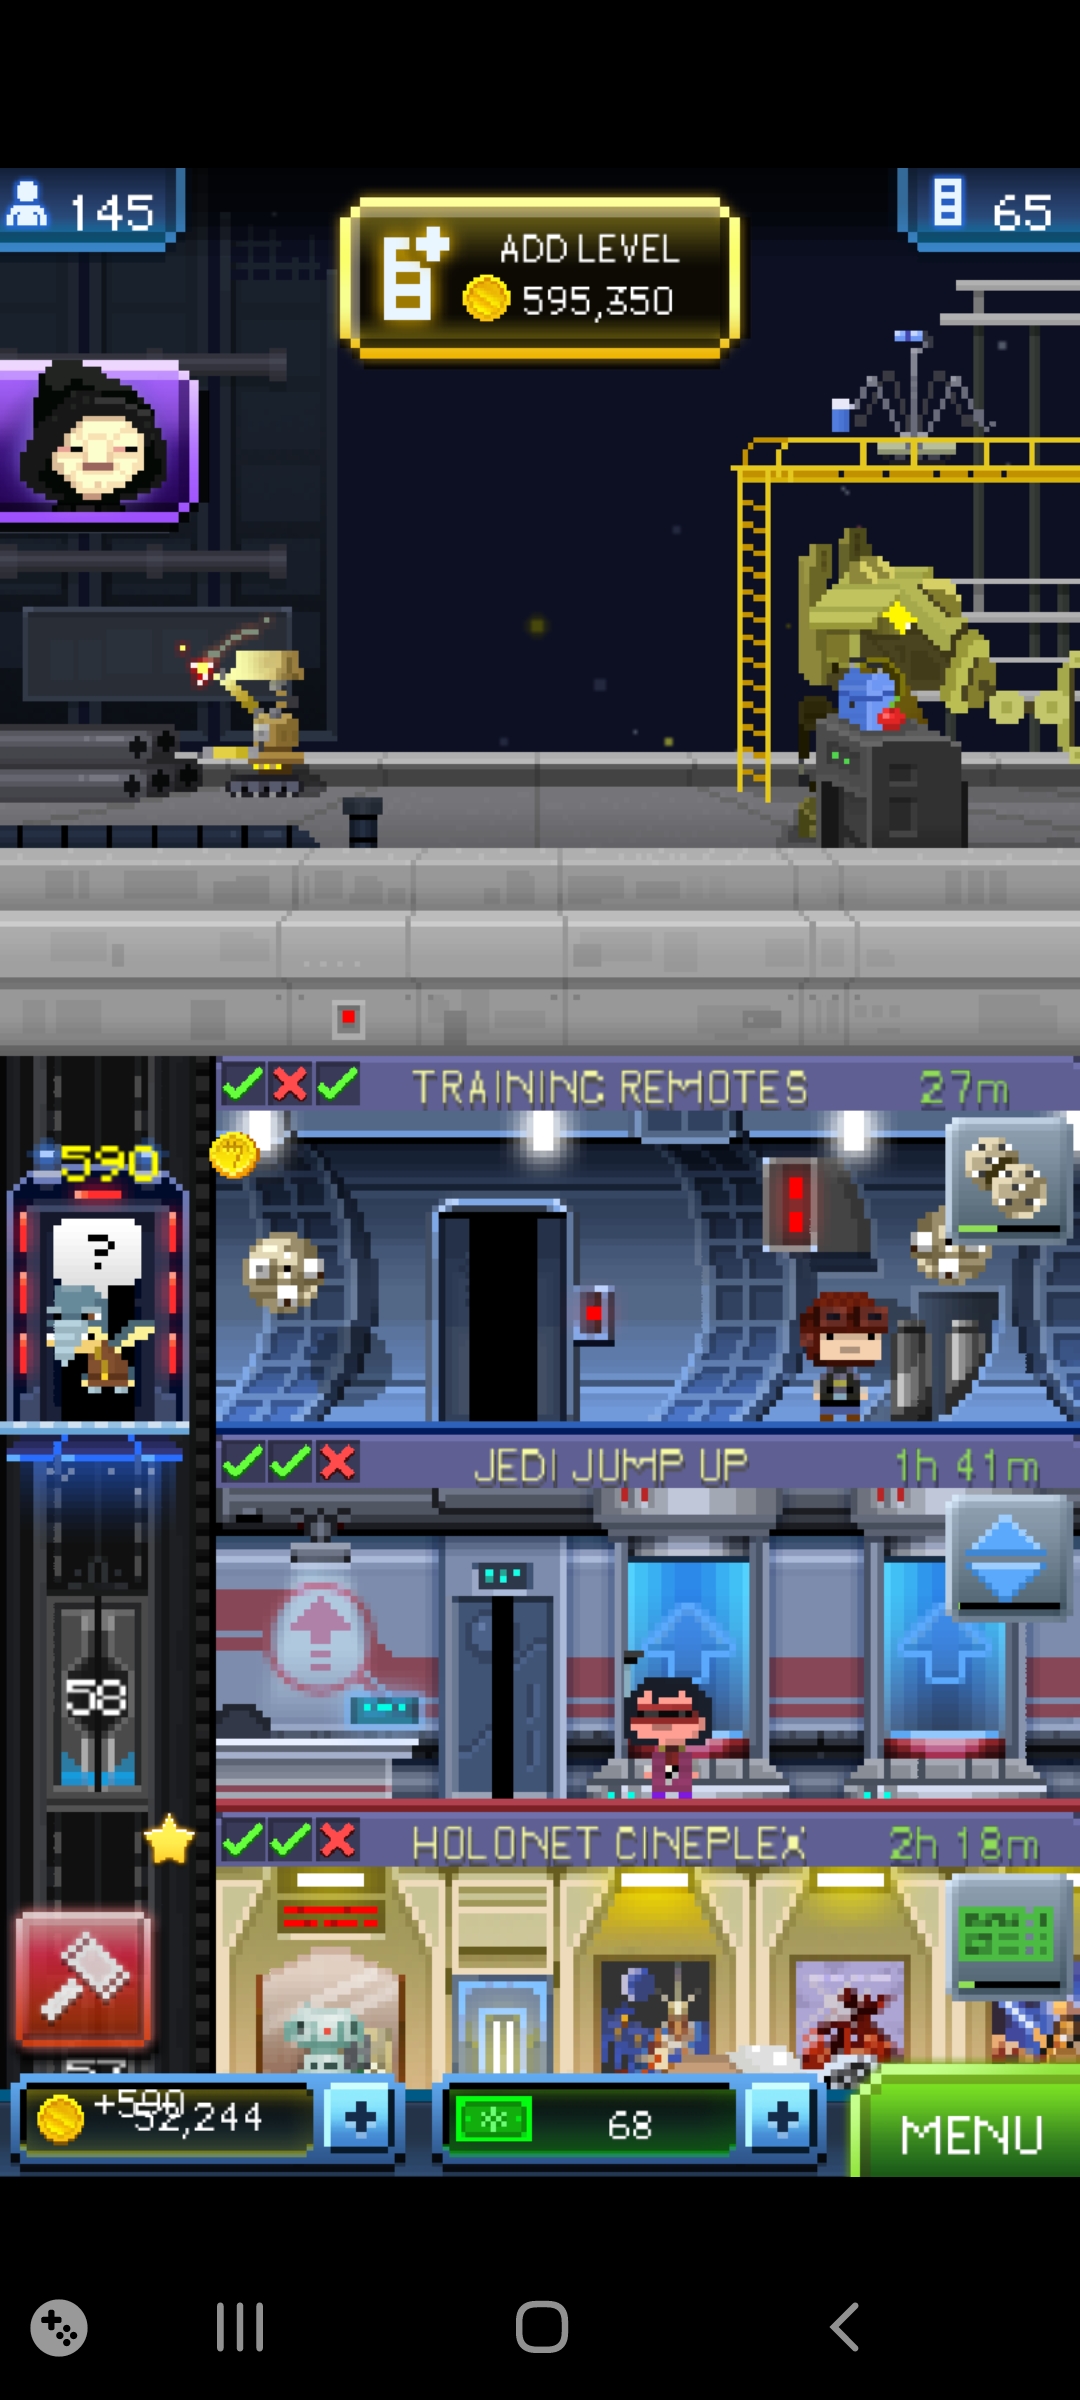 145
ADD LEVEL
595,350
65
TRAINING REMOTES 27m
590
?
JEDI JUMP UP 1h 41m
58
HOLONET CINEPLEX 2h 18m
57
+590
52,244
68
MENU